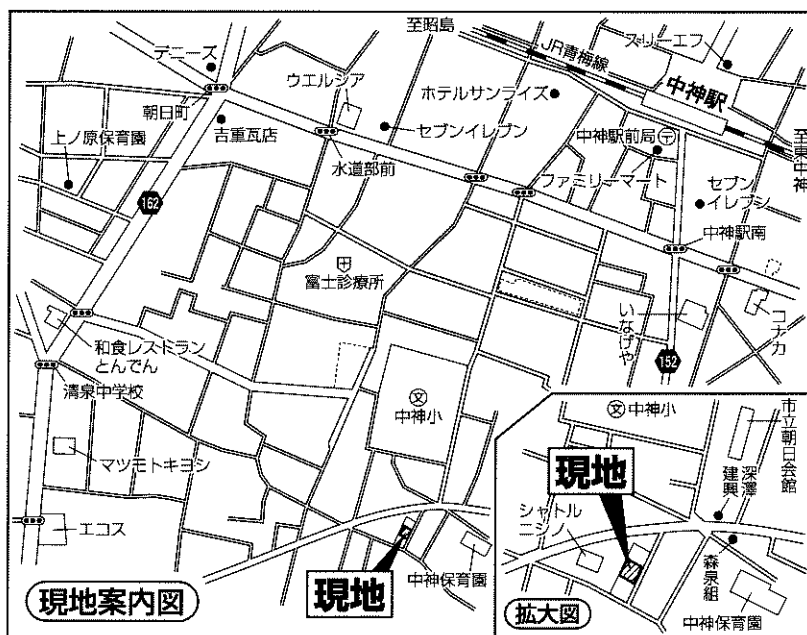 至昭島
デニーズ
JR青梅線
スリーエフ
ウエルシア
中神駅
ホテルサンライズ
朝日町
吉重瓦店
セブンイレブン
中神駅前局
至東中神
上ノ原保育園
水道部前
ファミリーマート
セブン
イレブン
162
中神駅南
富士診療所
いなげや
コナカ
和食レストラン
とんでん
152
清泉中学校
文
中神小
マツモトキヨシ
エコス
現地
中神保育園
現地案内図
文 中神小
市立朝日会館
現地
深澤
建興
シャトル
ニシノ
森泉組
中神保育園
拡大図